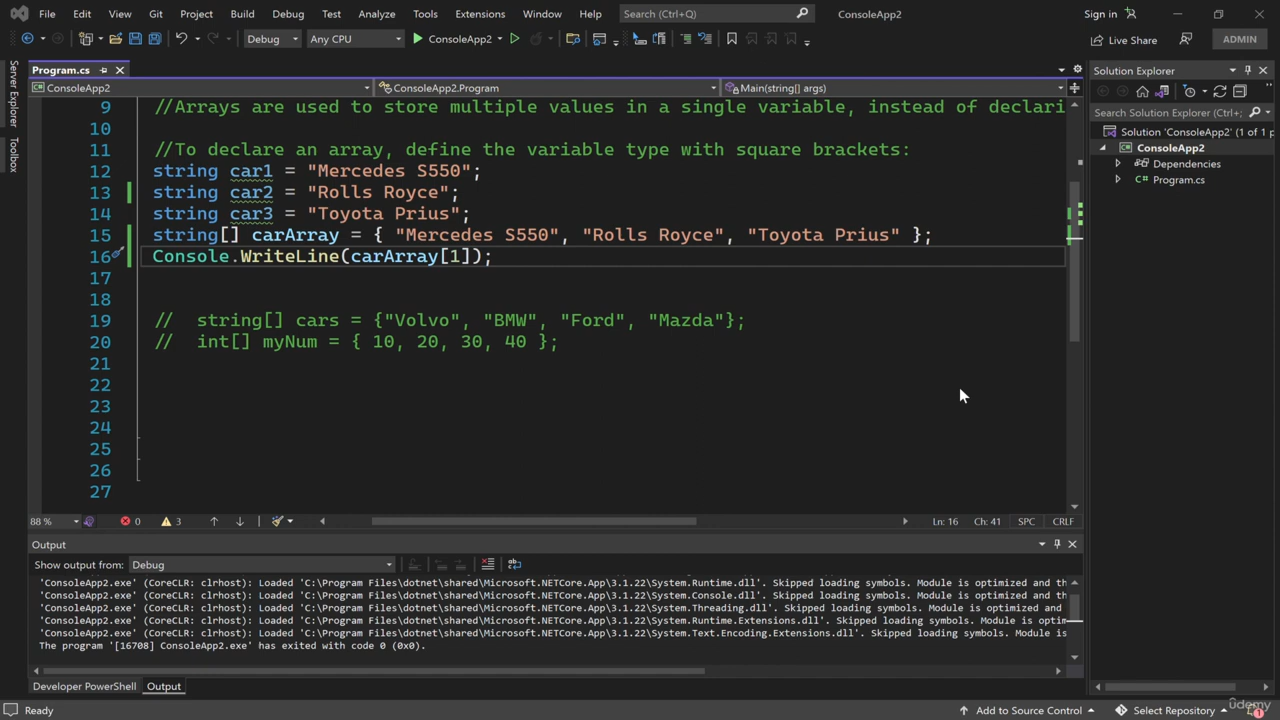 File Edit View Git Project Build Debug Test Analyze Tools Extensions Window Help Search (Ctrl+Q) ConsoleApp2 Sign in
Debug Any CPU ConsoleApp2 Live Share ADMIN
Server Explorer
Toolbox
Program.cs
ConsoleApp2 ConsoleApp2.Program Main(string[] args)
9 //Arrays are used to store multiple values in a single variable, instead of declari
10
11 //To declare an array, define the variable type with square brackets:
12 string car1 = "Mercedes S550";
13 string car2 = "Rolls Royce";
14 string car3 = "Toyota Prius";
15 string[] carArray = { "Mercedes S550", "Rolls Royce", "Toyota Prius" };
16 Console.WriteLine(carArray[1]);
17
18
19 // string[] cars = {"Volvo", "BMW", "Ford", "Mazda"};
20 // int[] myNum = { 10, 20, 30, 40 };
21
22
23
24
25
26
27
88 % 0 3 Ln: 16 Ch: 41 SPC CRLF
Output
Show output from: Debug
'ConsoleApp2.exe' (CoreCLR: clrhost): Loaded 'C:\Program Files\dotnet\shared\Microsoft.NETCore.App\3.1.22\System.Runtime.dll'. Skipped loading symbols. Module is optimized and th
'ConsoleApp2.exe' (CoreCLR: clrhost): Loaded 'C:\Program Files\dotnet\shared\Microsoft.NETCore.App\3.1.22\System.Console.dll'. Skipped loading symbols. Module is optimized and th
'ConsoleApp2.exe' (CoreCLR: clrhost): Loaded 'C:\Program Files\dotnet\shared\Microsoft.NETCore.App\3.1.22\System.Threading.dll'. Skipped loading symbols. Module is optimized and
'ConsoleApp2.exe' (CoreCLR: clrhost): Loaded 'C:\Program Files\dotnet\shared\Microsoft.NETCore.App\3.1.22\System.Runtime.Extensions.dll'. Skipped loading symbols. Module is optim
'ConsoleApp2.exe' (CoreCLR: clrhost): Loaded 'C:\Program Files\dotnet\shared\Microsoft.NETCore.App\3.1.22\System.Text.Encoding.Extensions.dll'. Skipped loading symbols. Module is
The program '[16708] ConsoleApp2.exe' has exited with code 0 (0x0).
Developer PowerShell Output
Solution Explorer
Search Solution Explorer (Ctrl+;
Solution 'ConsoleApp2' (1 of 1 p
ConsoleApp2
Dependencies
Program.cs
Ready Add to Source Control Select Repository 1
udemy